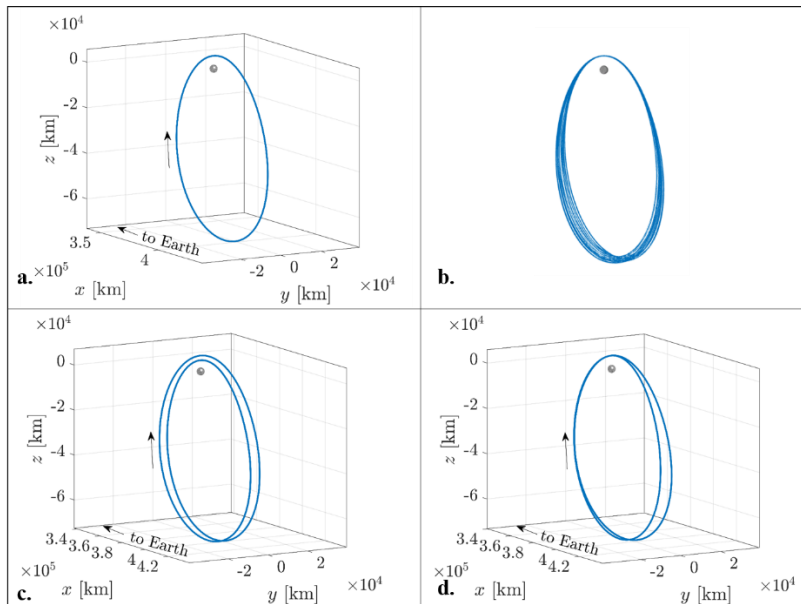 ×10⁴
0
-2
-4
-6
z [km]
3.5
4
×10⁵
x [km]
to Earth
-2 0 2
×10⁴
y [km]
a.
b.
×10⁴
0
-2
-4
-6
z [km]
3.4
3.6
3.8
4
4.2
×10⁵
x [km]
to Earth
-2 0 2
×10⁴
y [km]
c.
×10⁴
0
-2
-4
-6
z [km]
3.4
3.6
3.8
4
4.2
×10⁵
x [km]
to Earth
-2 0 2
×10⁴
y [km]
d.